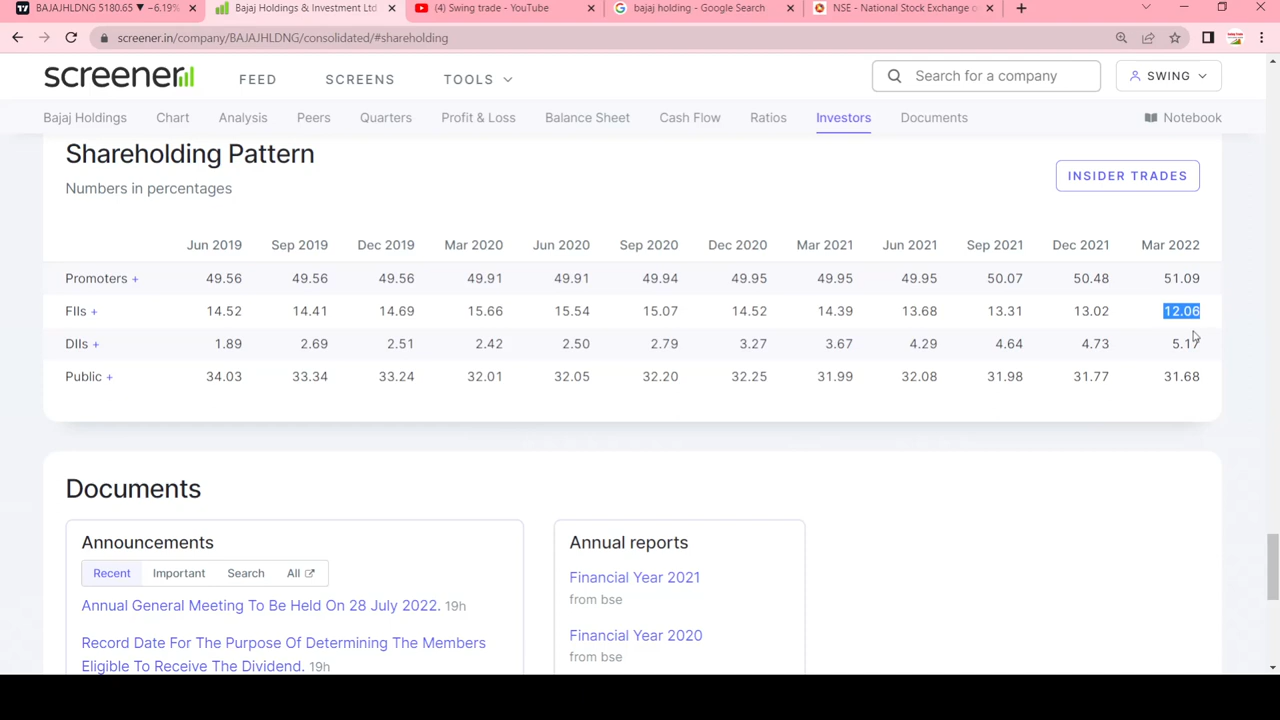 BAJAJHLDNG 5180.65 ▼ −6.19%
Bajaj Holdings & Investment Ltd
(4) Swing trade - YouTube
bajaj holding - Google Search
NSE - National Stock Exchange o
screener.in/company/BAJAJHLDNG/consolidated/#shareholding
screener
FEED
SCREENS
TOOLS
Search for a company
SWING
Bajaj Holdings
Chart
Analysis
Peers
Quarters
Profit & Loss
Balance Sheet
Cash Flow
Ratios
Investors
Documents
Notebook
Shareholding Pattern
Numbers in percentages
INSIDER TRADES
Jun 2019 Sep 2019 Dec 2019 Mar 2020 Jun 2020 Sep 2020 Dec 2020 Mar 2021 Jun 2021 Sep 2021 Dec 2021 Mar 2022
Promoters + 49.56 49.56 49.56 49.91 49.91 49.94 49.95 49.95 49.95 50.07 50.48 51.09
FIIs + 14.52 14.41 14.69 15.66 15.54 15.07 14.52 14.39 13.68 13.31 13.02 12.06
DIIs + 1.89 2.69 2.51 2.42 2.50 2.79 3.27 3.67 4.29 4.64 4.73 5.17
Public + 34.03 33.34 33.24 32.01 32.05 32.20 32.25 31.99 32.08 31.98 31.77 31.68
Documents
Announcements
Recent
Important
Search
All
Annual General Meeting To Be Held On 28 July 2022. 19h
Record Date For The Purpose Of Determining The Members
Eligible To Receive The Dividend. 19h
Annual reports
Financial Year 2021
from bse
Financial Year 2020
from bse